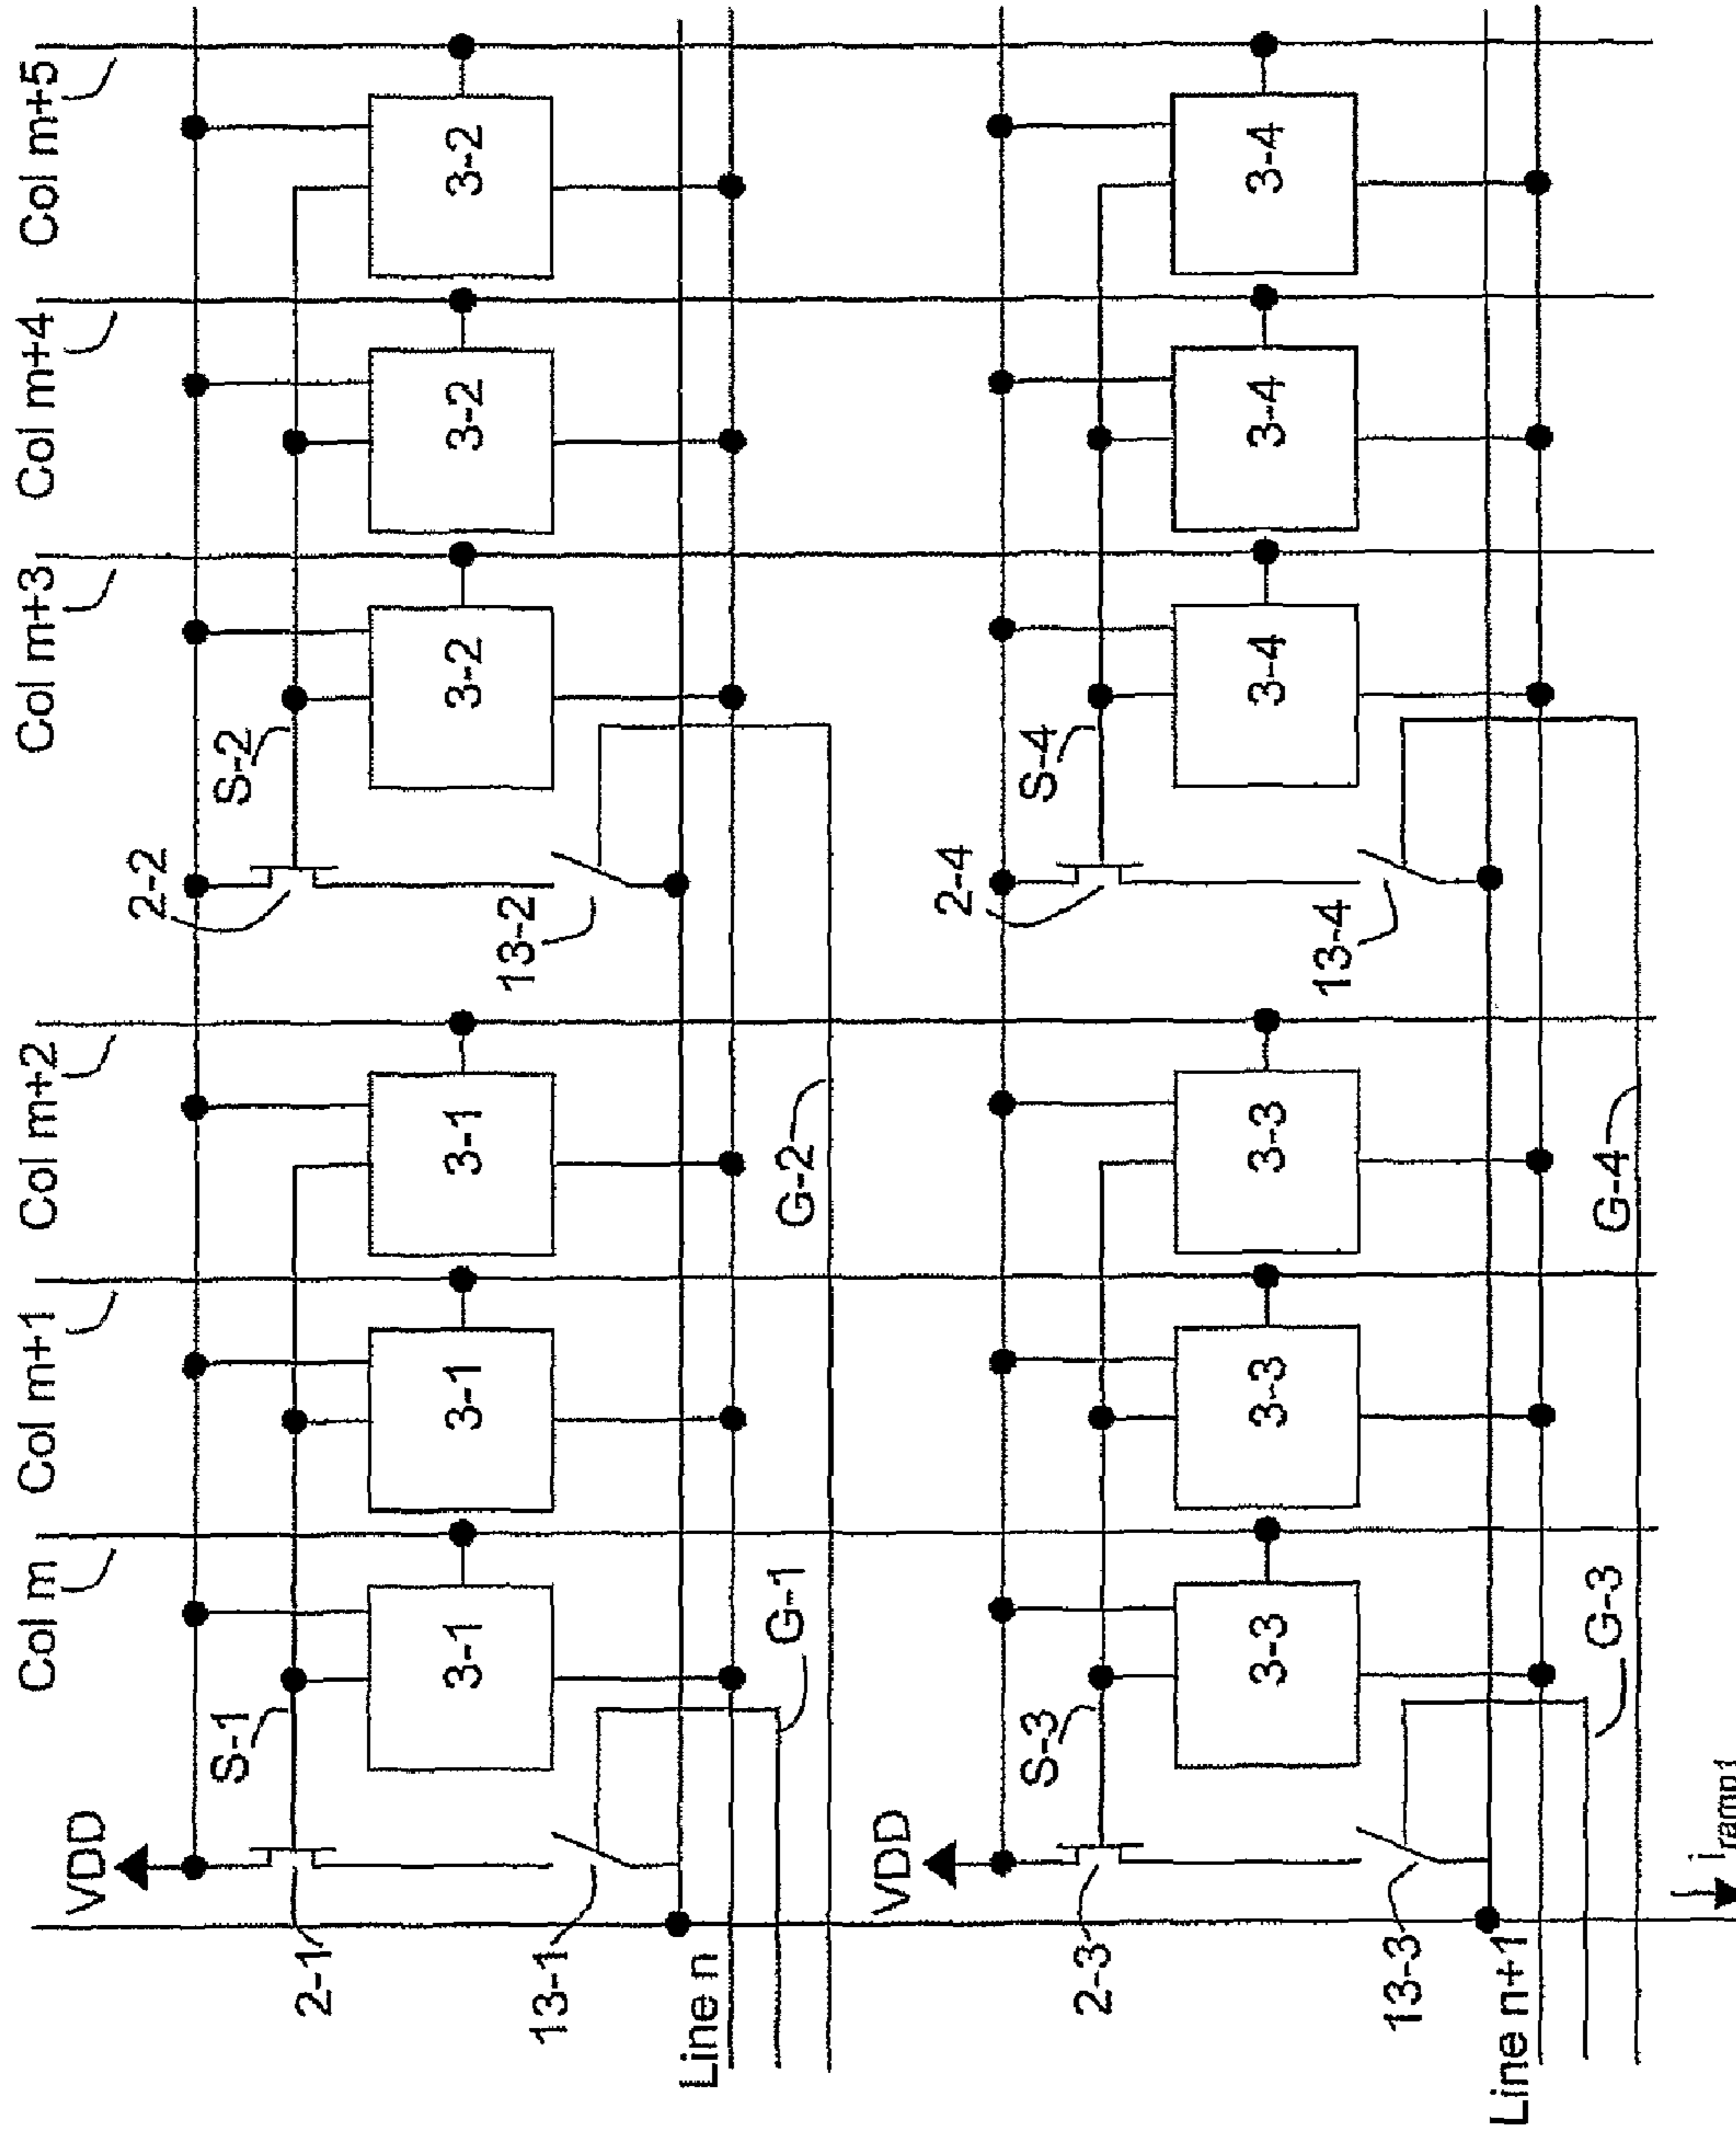 Col m
Col m+1
Col m+2
Col m+3
Col m+4
Col m+5
VDD
S-1
S-2
2-1
2-2
3-1
3-1
3-1
3-2
3-2
3-2
13-1
13-2
Line n
G-1
G-2
VDD
S-3
S-4
2-3
2-4
3-3
3-3
3-3
3-4
3-4
3-4
13-3
13-4
Line n+1
G-3
G-4
iramp1